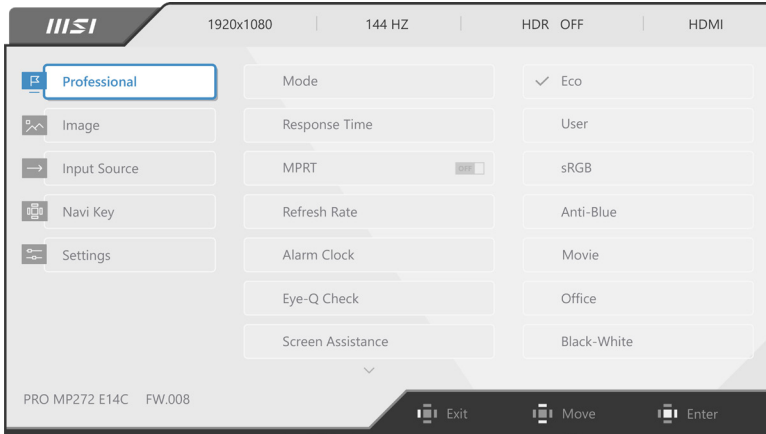 msi
1920x1080
144 HZ
HDR OFF
HDMI
Professional
Image
Input Source
Navi Key
Settings
Mode
Response Time
MPRT
OFF
Refresh Rate
Alarm Clock
Eye-Q Check
Screen Assistance
Eco
User
sRGB
Anti-Blue
Movie
Office
Black-White
PRO MP272 E14C FW.008
Exit
Move
Enter